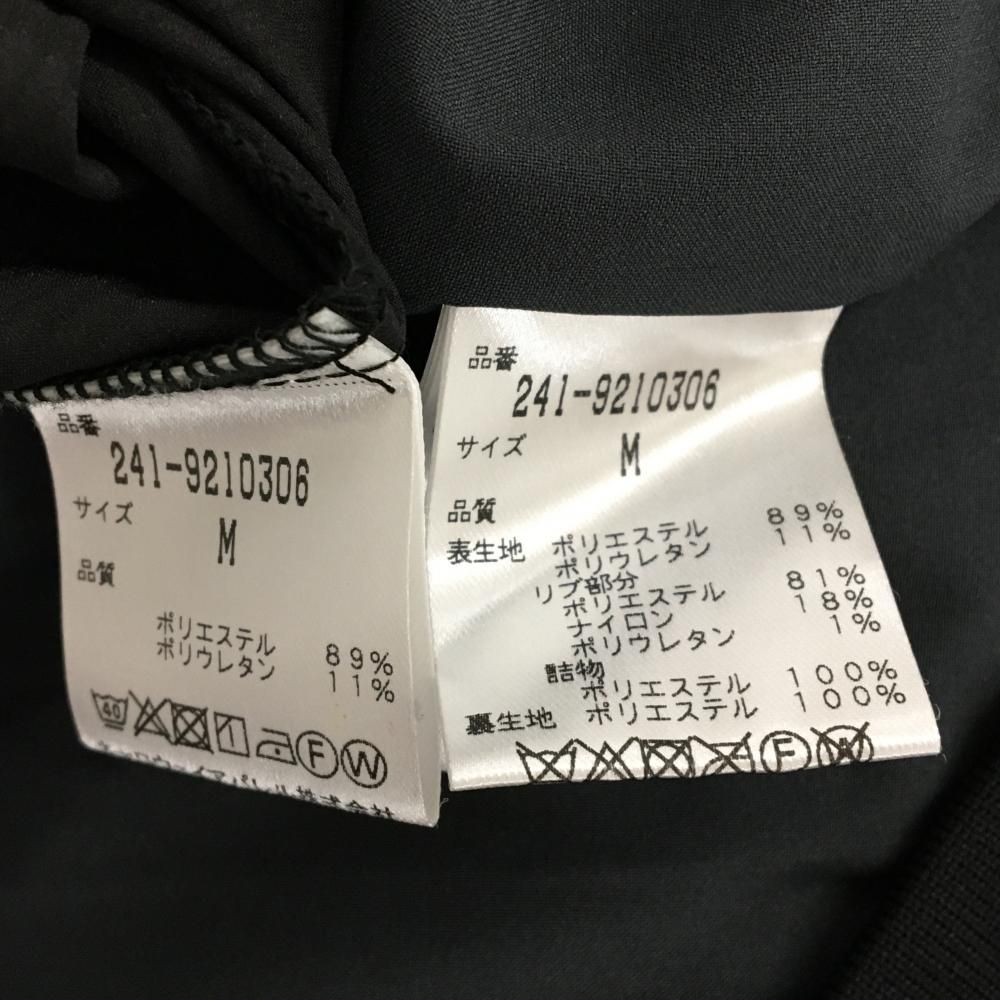 品番
241-9210306
サイズ
M
品質
ポリエステル 89%
ポリウレタン 11%
40 F W
品番
241-9210306
サイズ
M
品質
表生地 ポリエステル 89%
ポリウレタン 11%
リブ部分
ポリエステル 81%
ナイロン 18%
ポリウレタン 1%
詰物
ポリエステル 100%
裏生地 ポリエステル 100%
F W